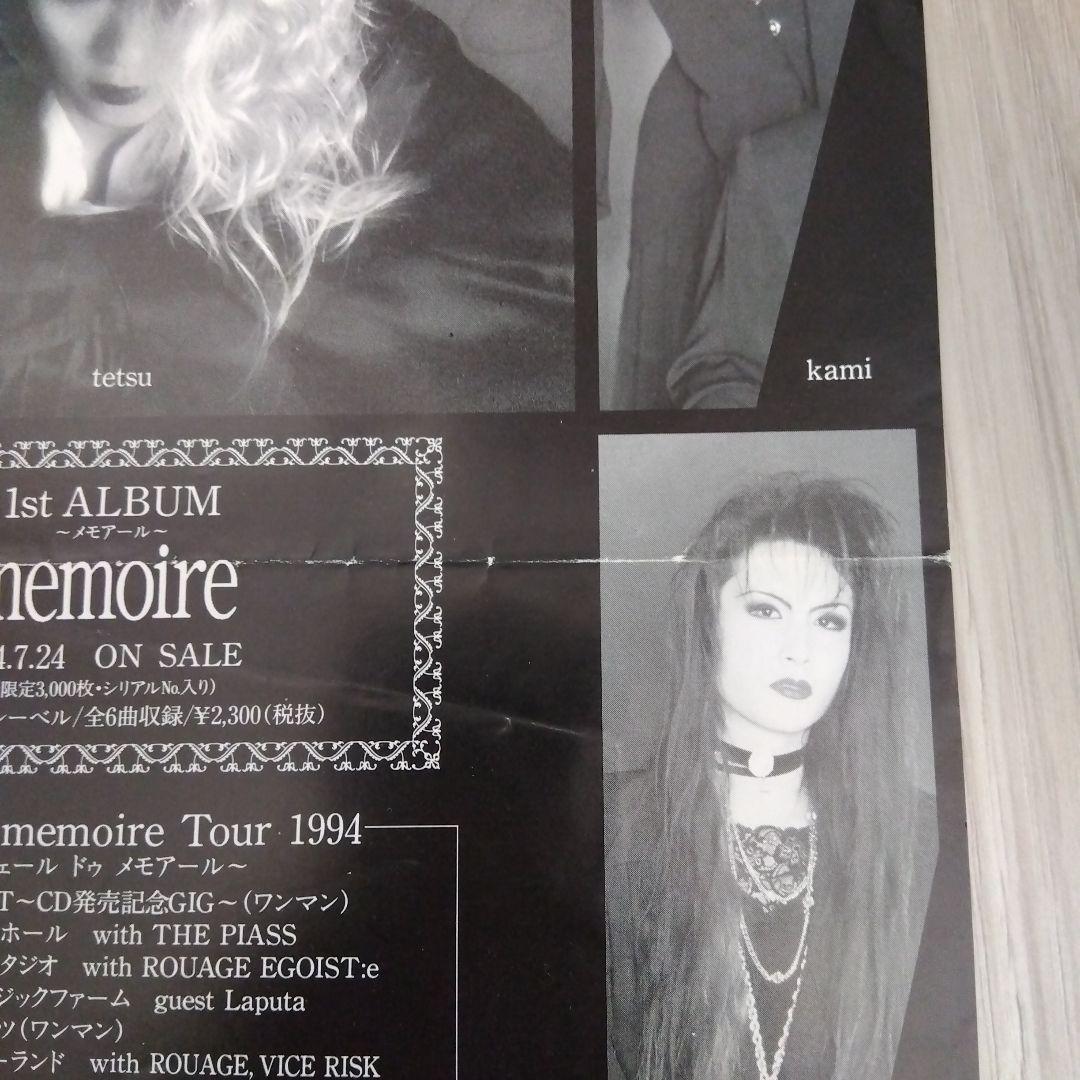 tetsu
kami
1st ALBUM
～メモアール～
memoire
4.7.24 ON SALE
限定3,000枚・シリアルNo.入り)
レーベル/全6曲収録/¥2,300(税抜)
memoire Tour 1994
ェール ドゥ メモアール～
T～CD発売記念GIG～(ワンマン)
ホール with THE PIASS
タジオ with ROUAGE EGOIST:e
ジックファーム guest Laputa
ツ(ワンマン)
ーランド with ROUAGE, VICE RISK